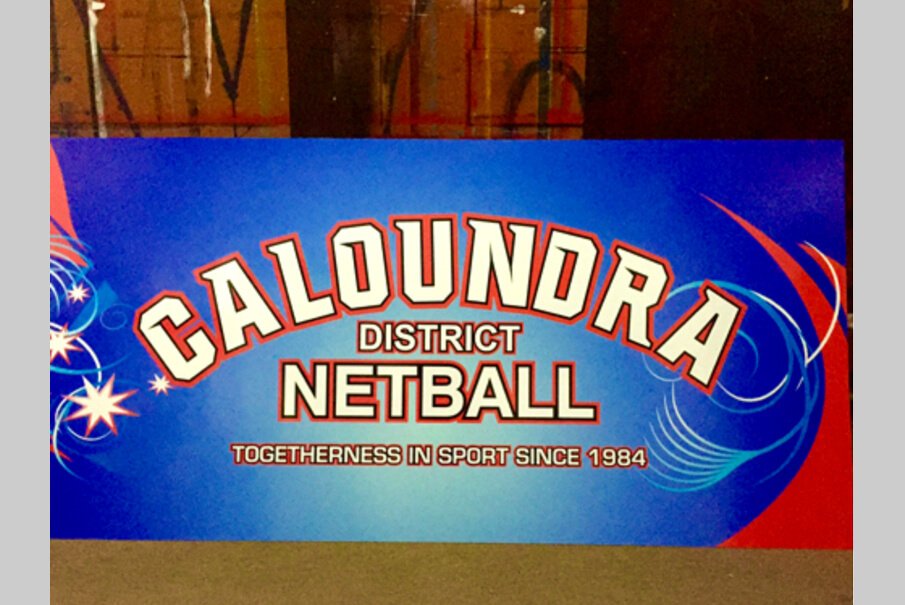 CALOUNDRA
DISTRICT
NETBALL
TOGETHERNESS IN SPORT SINCE 1984